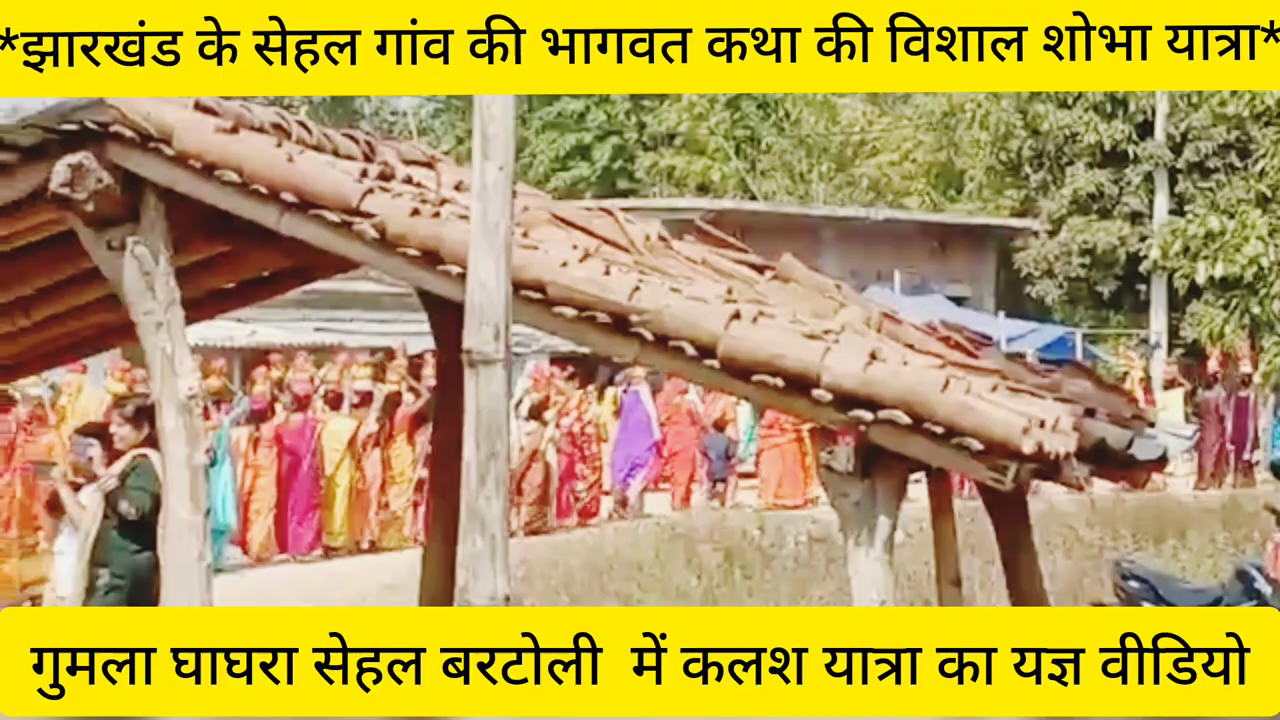 *झारखंड के सेहल गांव की भागवत कथा की विशाल शोभा यात्रा*
गुमला घाघरा सेहल बरटोली में कलश यात्रा का यज्ञ वीडियो